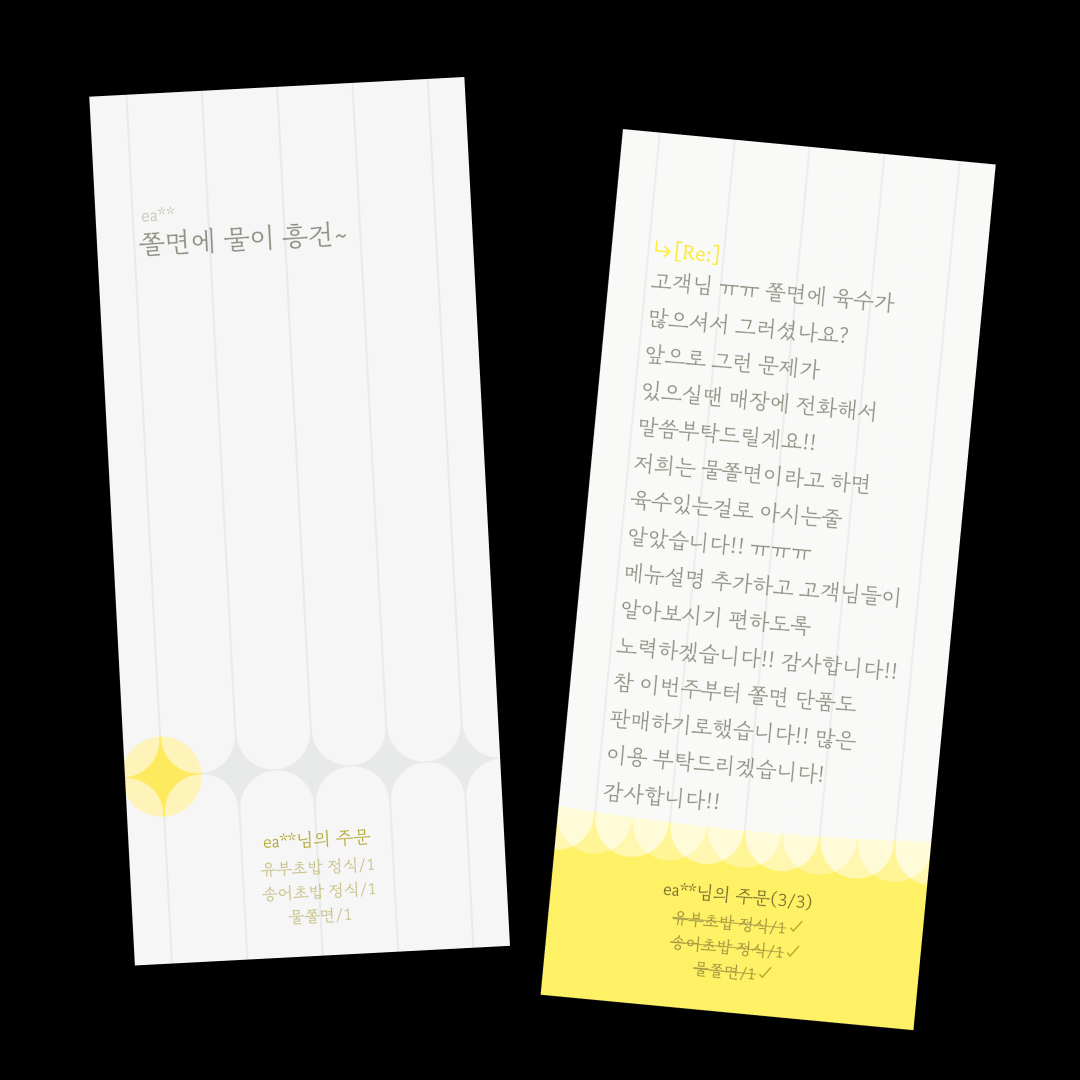 ea**
쫄면에 물이 흥건~
ea**님의 주문
유부초밥 정식/1
송어초밥 정식/1
물쫄면/1
↳[Re:]
고객님 ㅠㅠ 쫄면에 육수가
많으셔서 그러셨나요?
앞으로 그런 문제가
있으실땐 매장에 전화해서
말씀부탁드릴게요!!
저희는 물쫄면이라고 하면
육수있는걸로 아시는줄
알았습니다!! ㅠㅠㅠ
메뉴설명 추가하고 고객님들이
알아보시기 편하도록
노력하겠습니다!! 감사합니다!!
참 이번주부터 쫄면 단품도
판매하기로했습니다!! 많은
이용 부탁드리겠습니다!
감사합니다!!
ea**님의 주문(3/3)
유부초밥 정식/1✓
송어초밥 정식/1✓
물쫄면/1✓